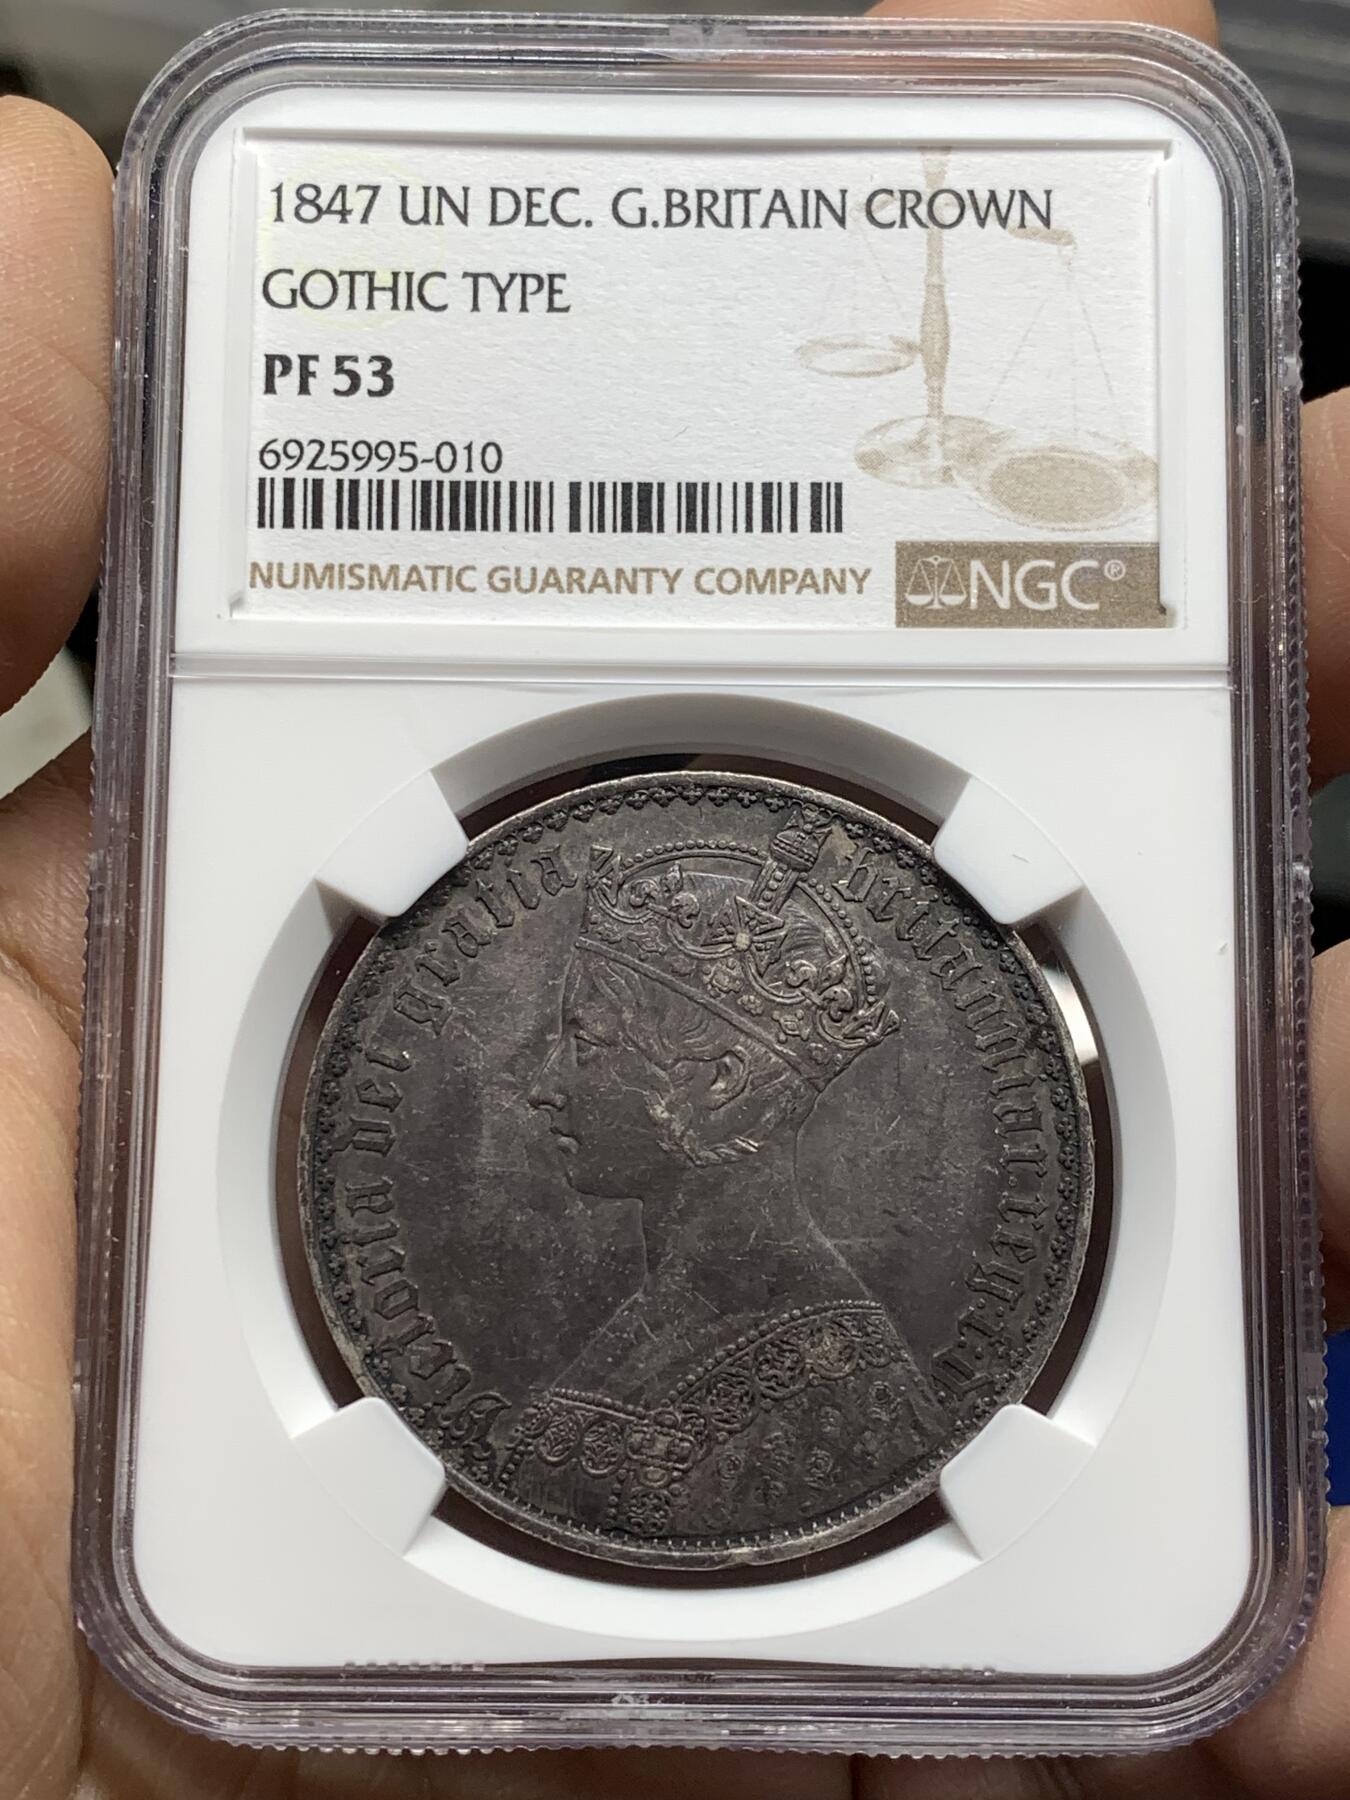 1847 UN DEC. G.BRITAIN CROWN
GOTHIC TYPE
PF 53
6925995-010
NUMISMATIC GUARANTY COMPANY
NGC®
Victoria dei gratia britanniar. reg: f:d.